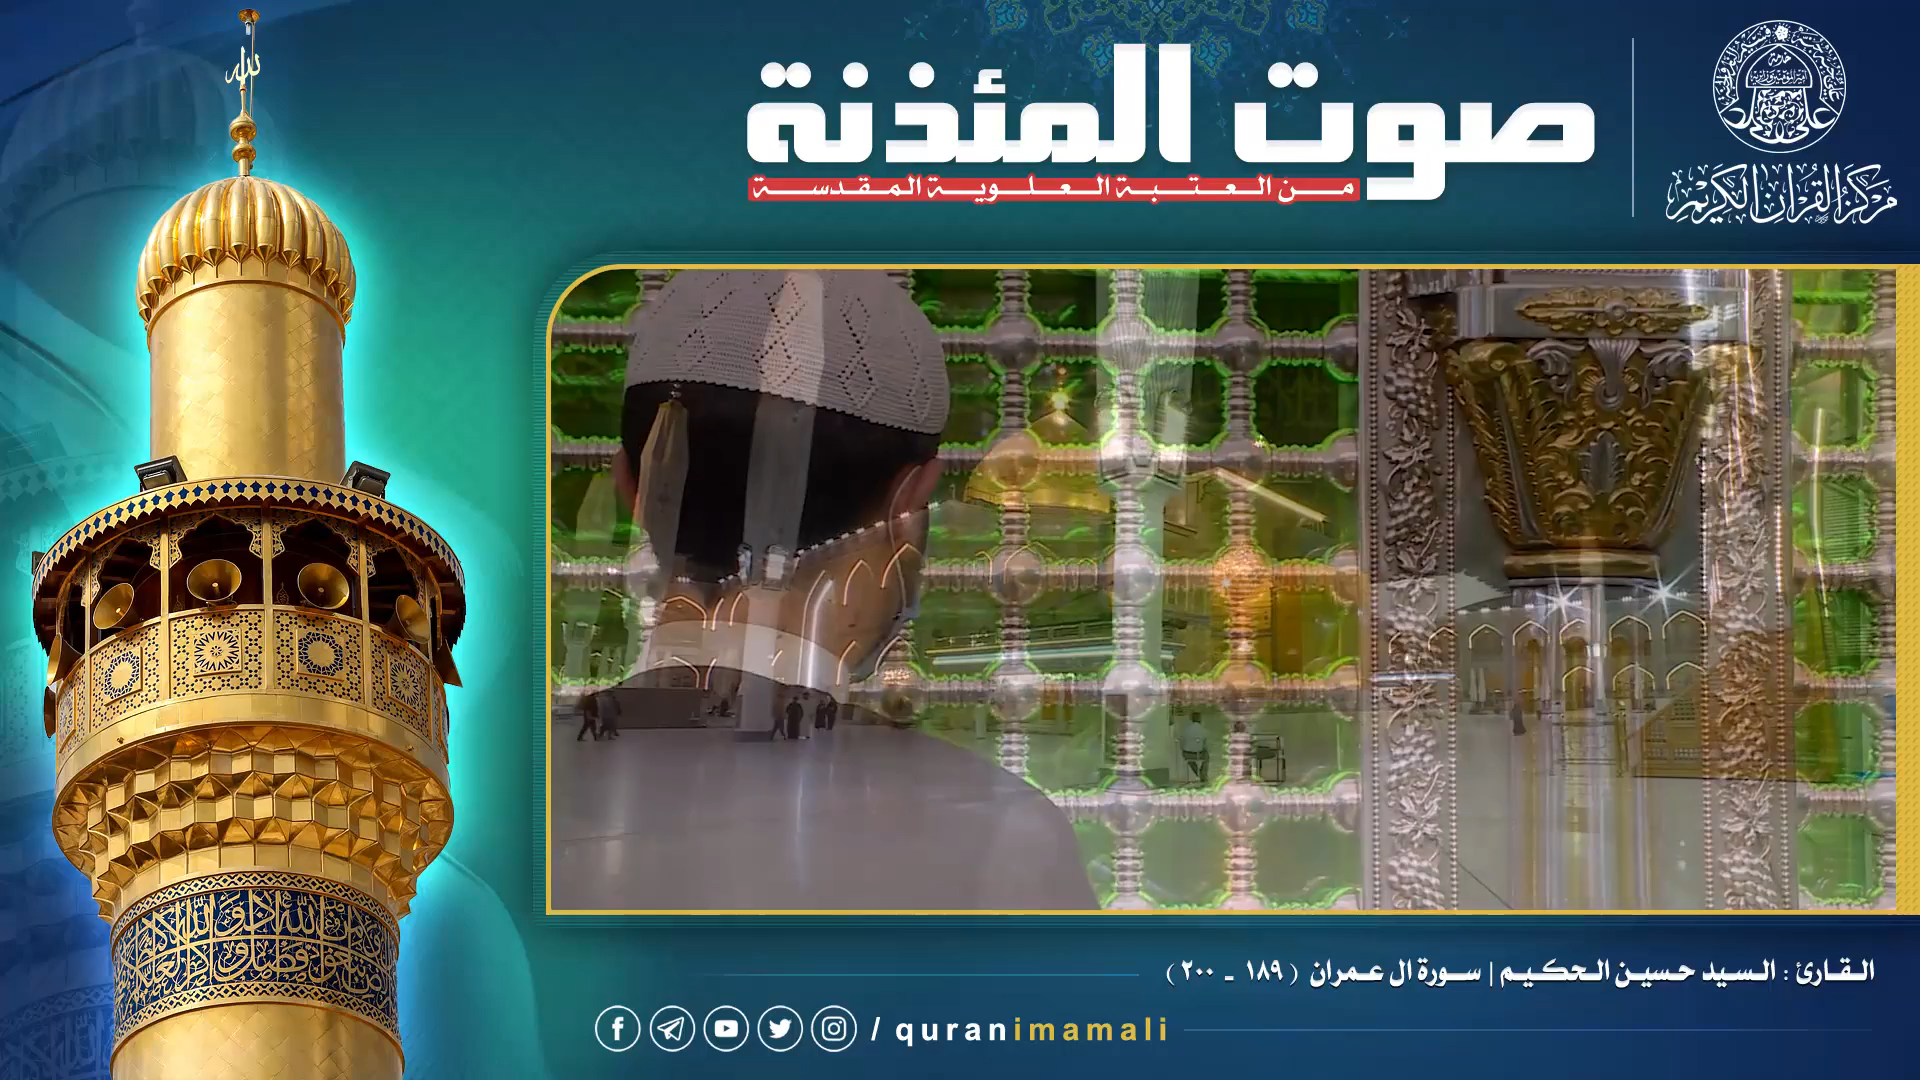 صوت المئذنة
من العتبة العلوية المقدسة
مركز القرآن الكريم
القارئ : السيد حسين الحكيم | سورة ال عمران ( ١٨٩ - ٢٠٠ )
/ quranimamali